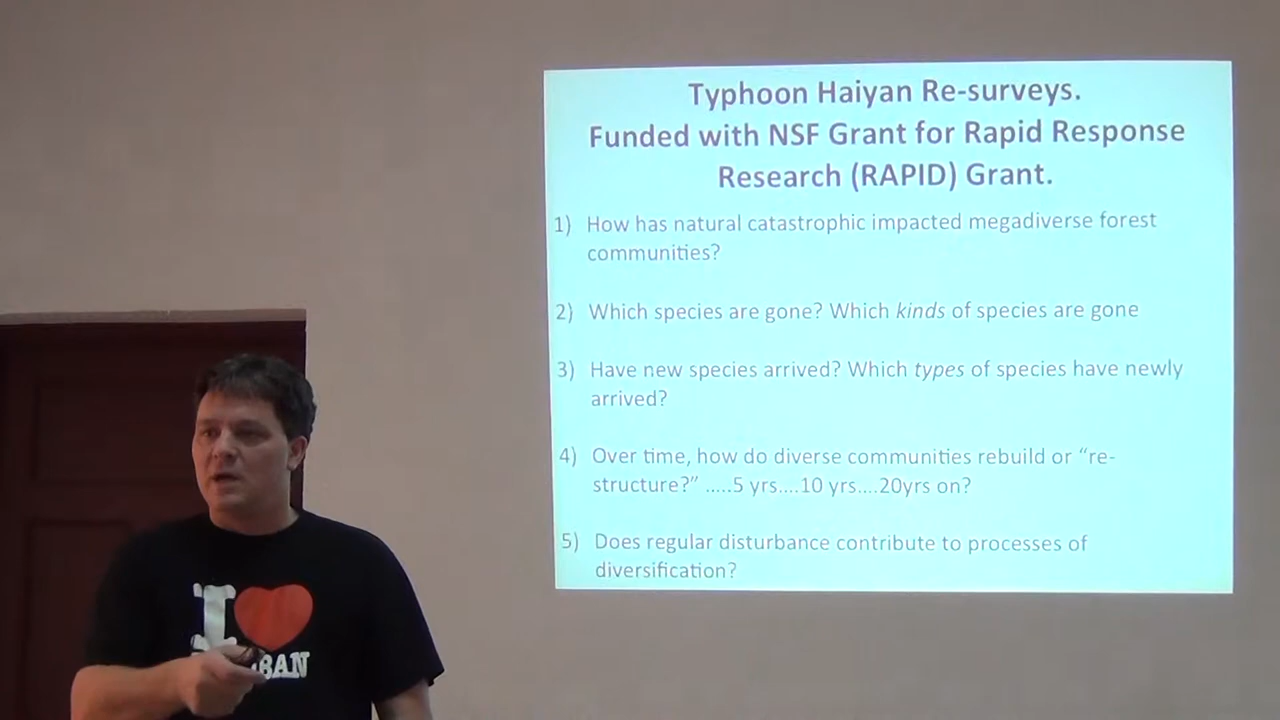 Typhoon Haiyan Re-surveys.
Funded with NSF Grant for Rapid Response
Research (RAPID) Grant.
1) How has natural catastrophic impacted megadiverse forest
communities?
2) Which species are gone? Which kinds of species are gone
3) Have new species arrived? Which types of species have newly
arrived?
4) Over time, how do diverse communities rebuild or “re-
structure?” .....5 yrs....10 yrs....20yrs on?
5) Does regular disturbance contribute to processes of
diversification?
I